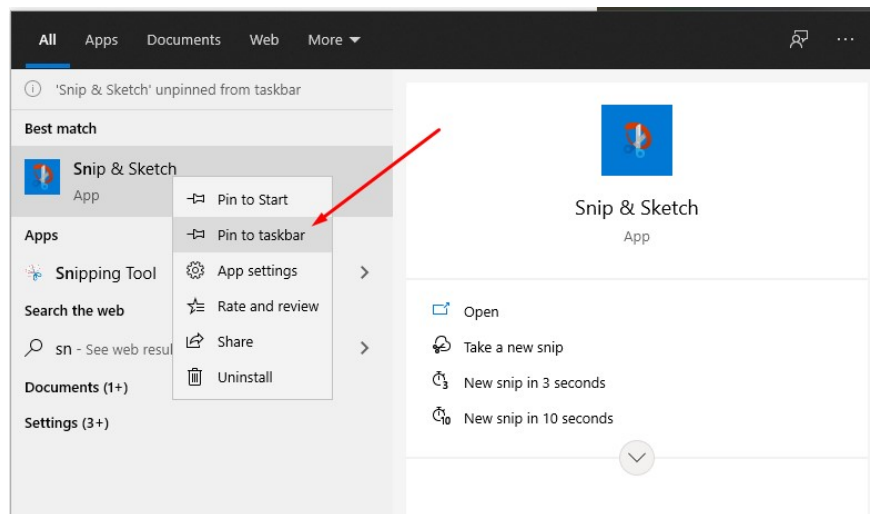 All Apps Documents Web More
'Snip & Sketch' unpinned from taskbar
Best match
Snip & Sketch
App
Pin to Start
Pin to taskbar
App settings
Rate and review
Share
Uninstall
Apps
Snipping Tool
Search the web
sn - See web resul
Documents (1+)
Settings (3+)
Snip & Sketch
App
Open
Take a new snip
New snip in 3 seconds
New snip in 10 seconds